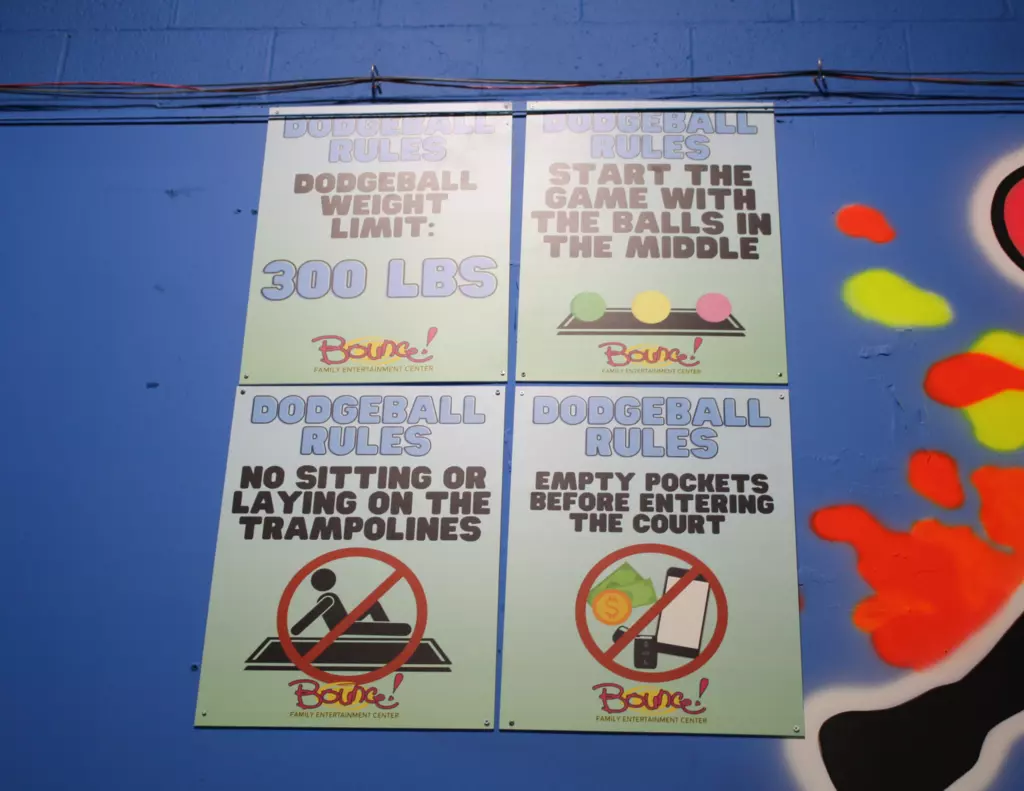 DODGEBALL
RULES
DODGEBALL
WEIGHT
LIMIT:
300 LBS
Bounce!
FAMILY ENTERTAINMENT CENTER
DODGEBALL
RULES
START THE
GAME WITH
THE BALLS IN
THE MIDDLE
Bounce!
FAMILY ENTERTAINMENT CENTER
DODGEBALL
RULES
NO SITTING OR
LAYING ON THE
TRAMPOLINES
Bounce!
FAMILY ENTERTAINMENT CENTER
DODGEBALL
RULES
EMPTY POCKETS
BEFORE ENTERING
THE COURT
$
Bounce!
FAMILY ENTERTAINMENT CENTER